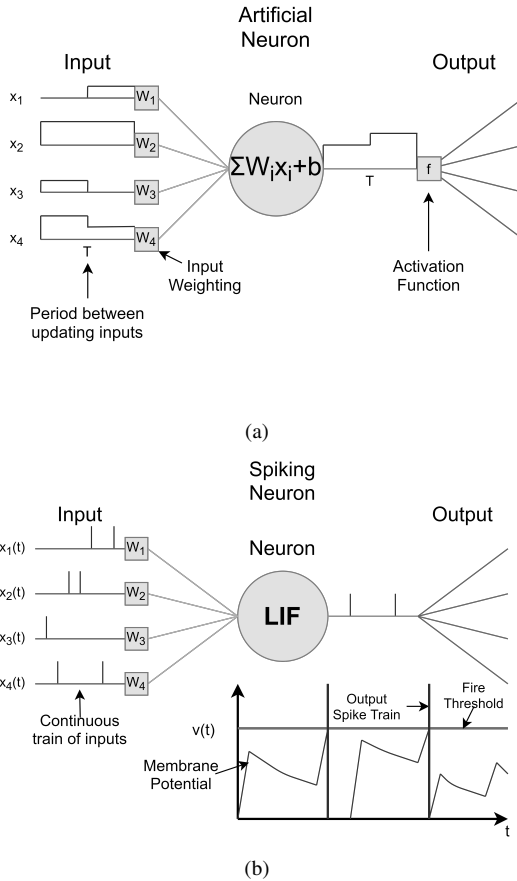 Artificial
Neuron
Input
Output
Neuron
x1
W1
x2
W2
x3
W3
x4
W4
ΣWixi+b
T
f
T
Input
Weighting
Activation
Function
Period between
updating inputs
(a)
Spiking
Neuron
Input
Output
Neuron
x1(t)
W1
x2(t)
W2
x3(t)
W3
x4(t)
W4
LIF
Continuous
train of inputs
Output
Spike Train
Fire
Threshold
v(t)
Membrane
Potential
t
(b)